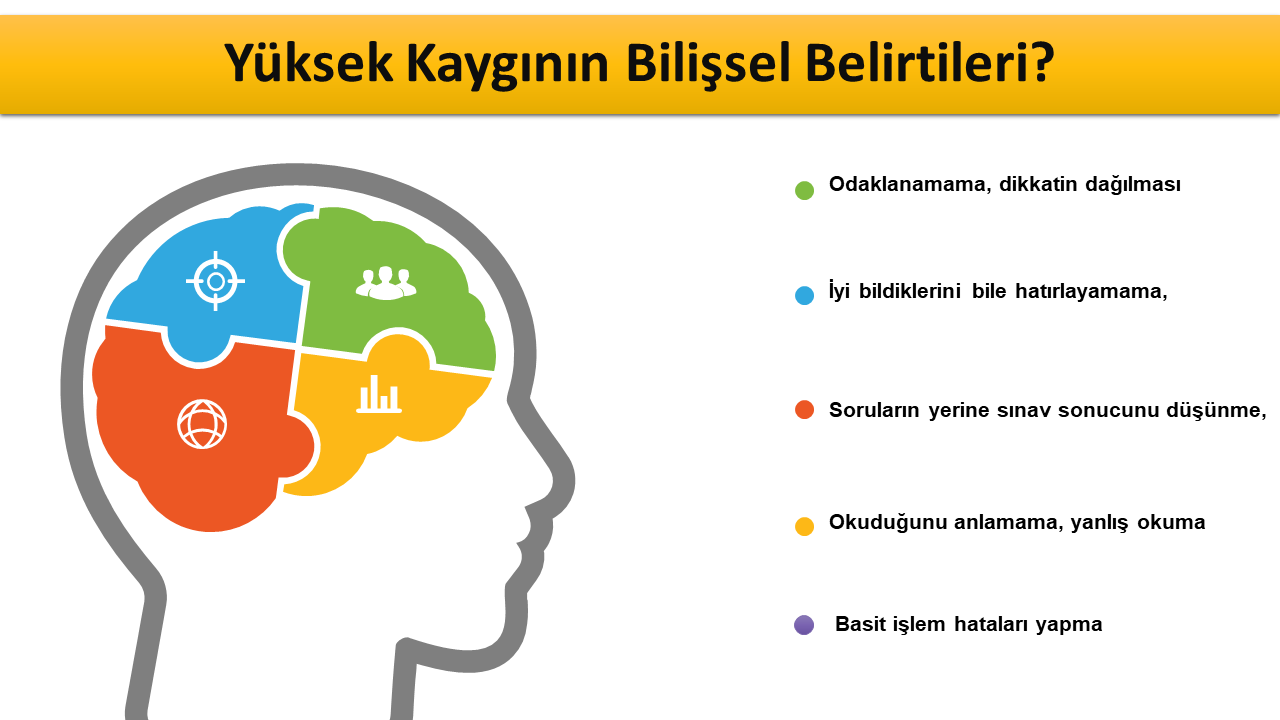 Yüksek Kaygının Bilişsel Belirtileri?
Odaklanamama, dikkatin dağılması
İyi bildiklerini bile hatırlayamama,
Soruların yerine sınav sonucunu düşünme,
Okuduğunu anlamama, yanlış okuma
Basit işlem hataları yapma